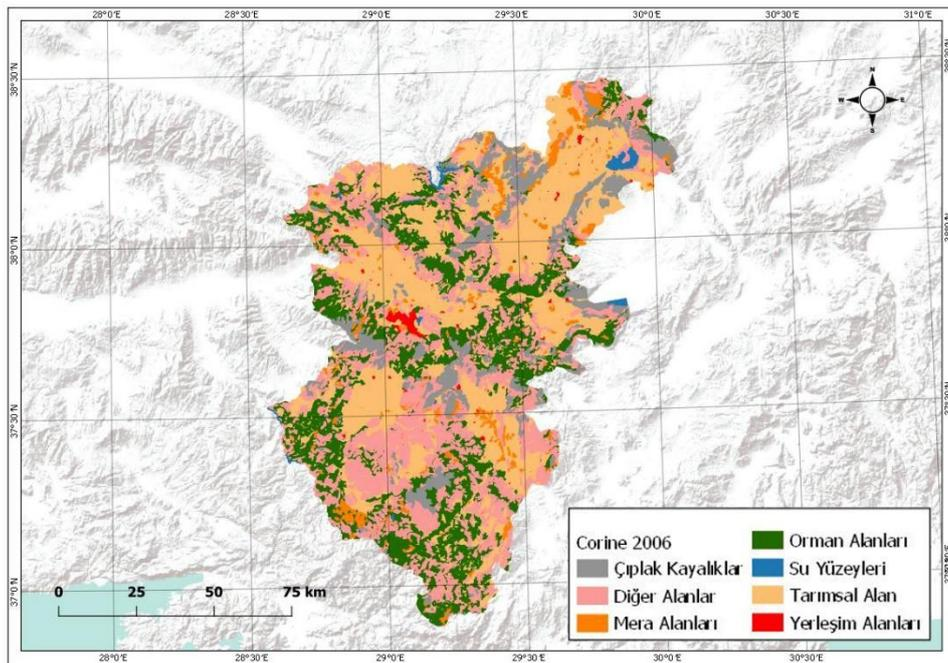 28°0'E 28°30'E 29°0'E 29°30'E 30°0'E 30°30'E 31°0'E
38°30'N
38°0'N
37°30'N
37°0'N
N
W E
S
0 25 50 75 km
Corine 2006
Çıplak Kayalıklar
Diğer Alanlar
Mera Alanları
Orman Alanları
Su Yüzeyleri
Tarımsal Alan
Yerleşim Alanları
28°0'E 28°30'E 29°0'E 29°30'E 30°0'E 30°30'E